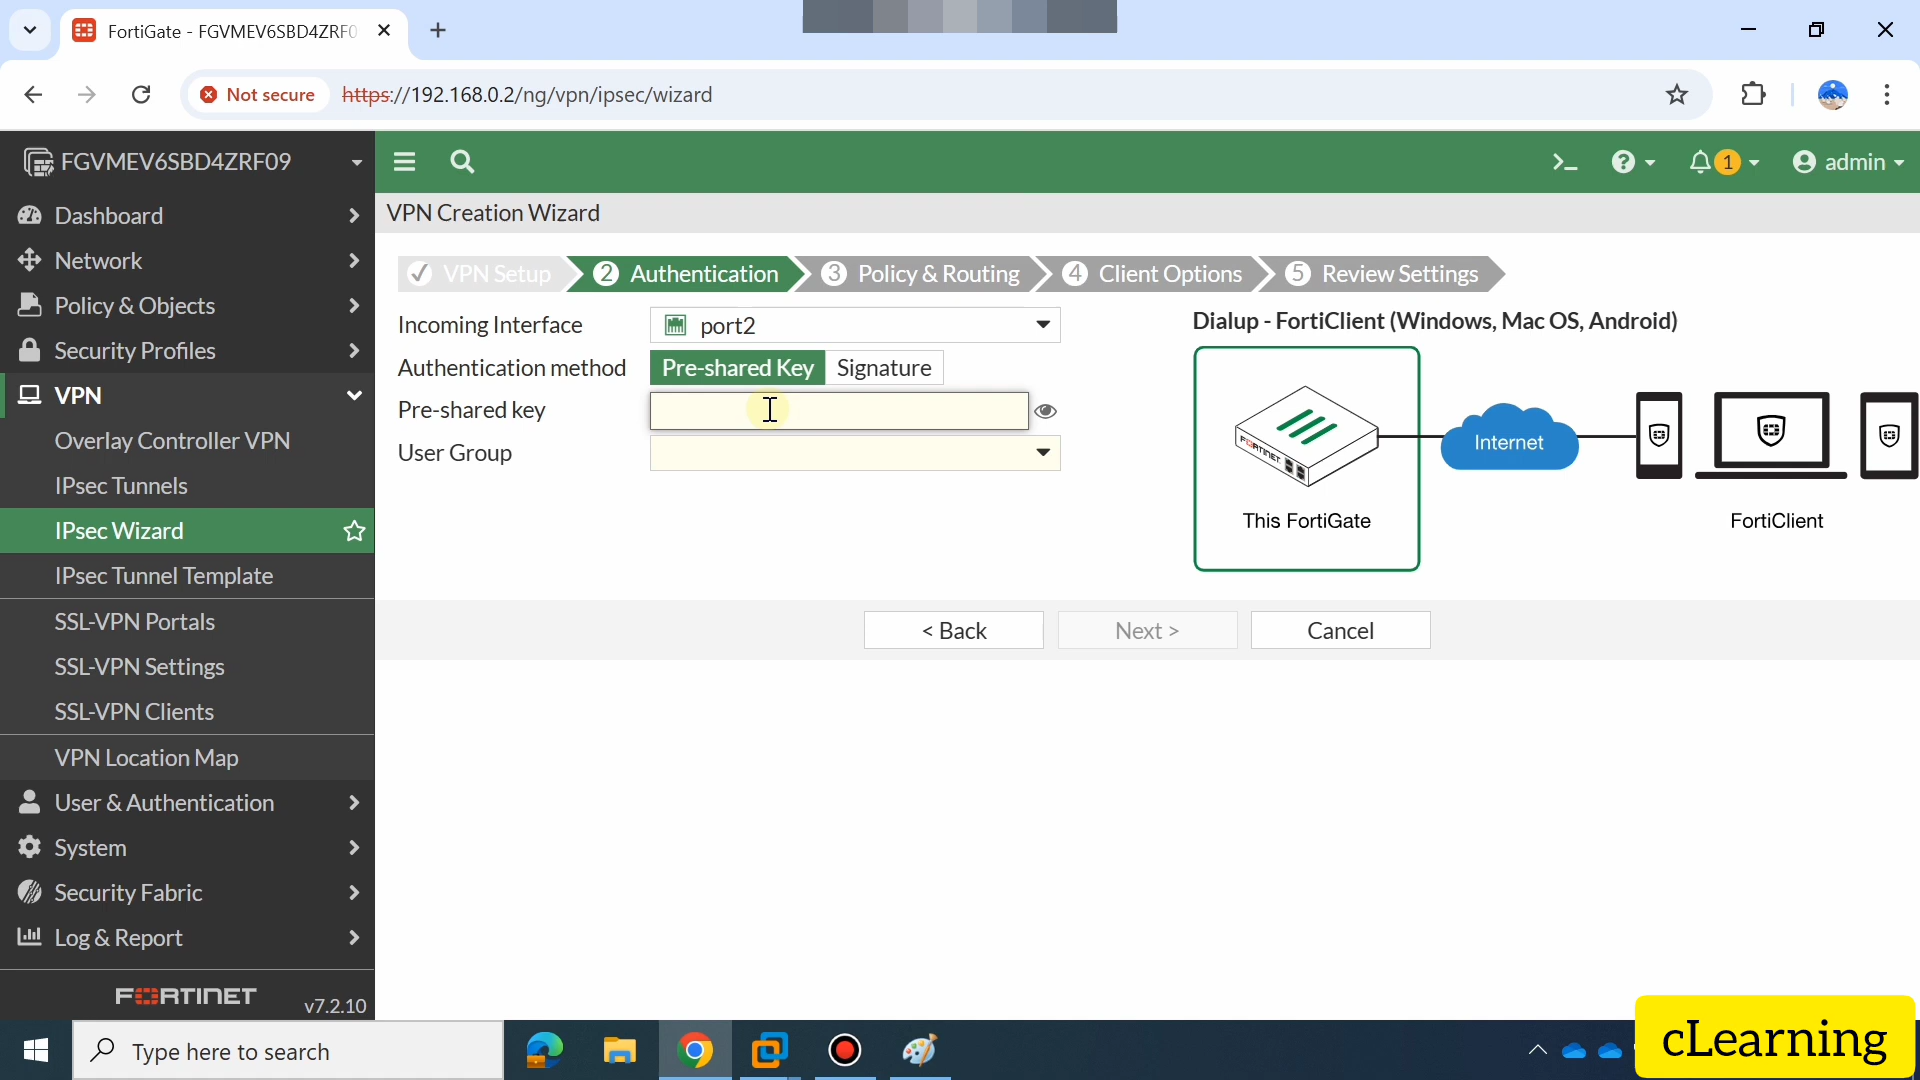 FortiGate - FGVMEV6SBD4ZRF0
Not secure
https://192.168.0.2/ng/vpn/ipsec/wizard
FGVMEV6SBD4ZRF09
1
admin
Dashboard
Network
Policy & Objects
Security Profiles
VPN
Overlay Controller VPN
IPsec Tunnels
IPsec Wizard
IPsec Tunnel Template
SSL-VPN Portals
SSL-VPN Settings
SSL-VPN Clients
VPN Location Map
User & Authentication
System
Security Fabric
Log & Report
FORTINET
v7.2.10
VPN Creation Wizard
VPN Setup
2 Authentication
3 Policy & Routing
4 Client Options
5 Review Settings
Incoming Interface
port2
Authentication method
Pre-shared Key
Signature
Pre-shared key
User Group
Dialup - FortiClient (Windows, Mac OS, Android)
FORTINET
Internet
This FortiGate
FortiClient
< Back
Next >
Cancel
Type here to search
cLearning